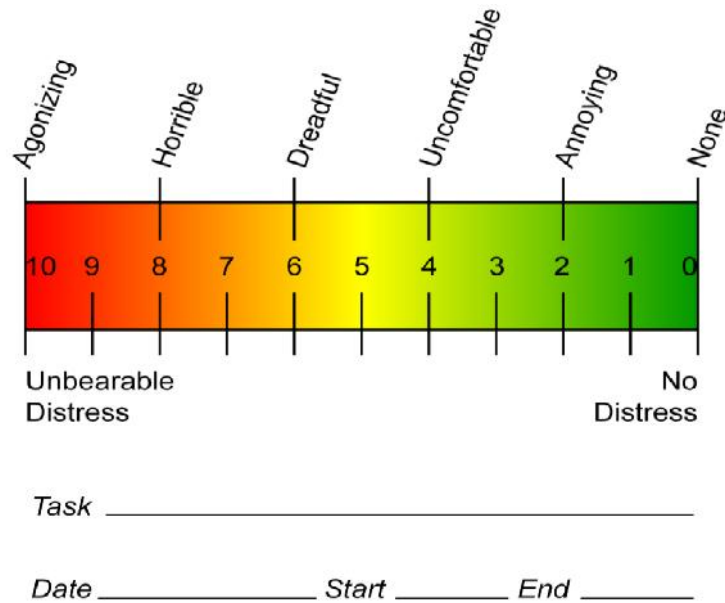 Agonizing Horrible Dreadful Uncomfortable Annoying None
10 9 8 7 6 5 4 3 2 1 0
Unbearable No
Distress Distress
Task
Date Start End